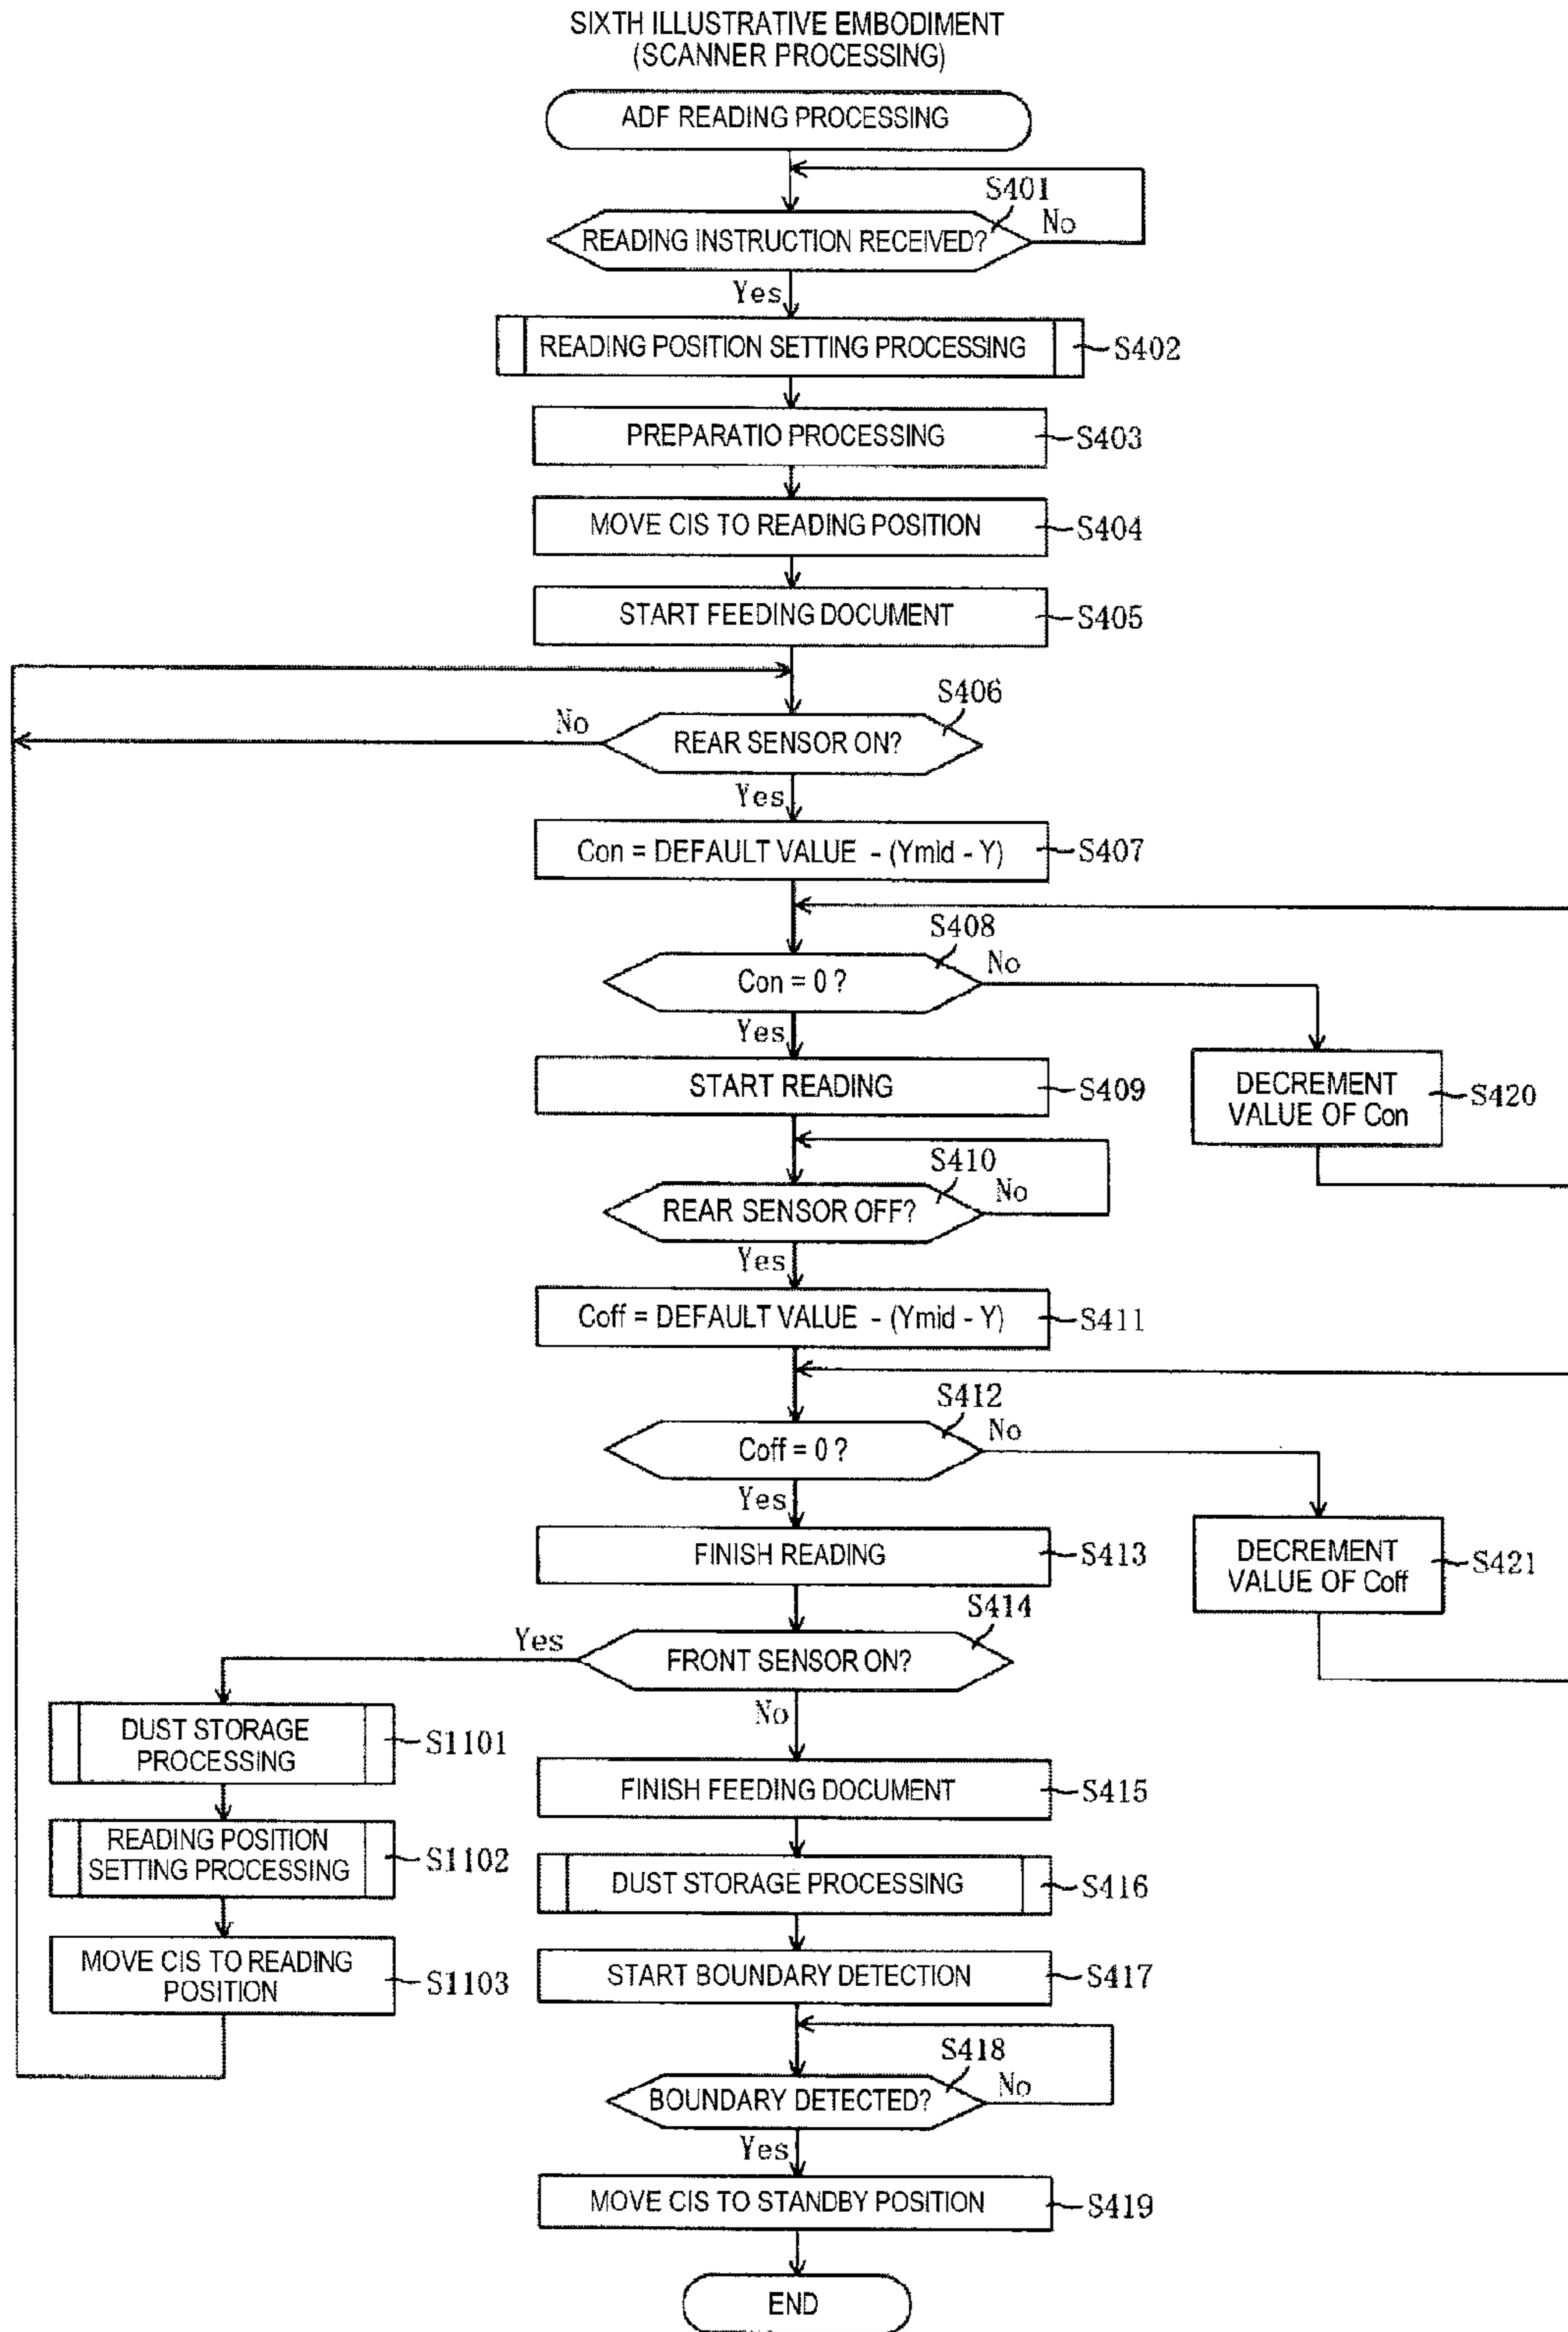 SIXTH ILLUSTRATIVE EMBODIMENT
(SCANNER PROCESSING)
ADF READING PROCESSING
S401
READING INSTRUCTION RECEIVED?
No
Yes
READING POSITION SETTING PROCESSING
S402
PREPARATIO PROCESSING
S403
MOVE CIS TO READING POSITION
S404
START FEEDING DOCUMENT
S405
S406
No
REAR SENSOR ON?
Yes
Con = DEFAULT VALUE - (Ymid - Y)
S407
S408
Con = 0 ?
No
Yes
START READING
S409
DECREMENT
VALUE OF Con
S420
S410
REAR SENSOR OFF?
No
Yes
Coff = DEFAULT VALUE - (Ymid - Y)
S411
S412
Coff = 0 ?
No
Yes
FINISH READING
S413
DECREMENT
VALUE OF Coff
S421
S414
Yes
FRONT SENSOR ON?
No
DUST STORAGE
PROCESSING
S1101
FINISH FEEDING DOCUMENT
S415
READING POSITION
SETTING PROCESSING
S1102
DUST STORAGE PROCESSING
S416
MOVE CIS TO READING
POSITION
S1103
START BOUNDARY DETECTION
S417
S418
BOUNDARY DETECTED?
No
Yes
MOVE CIS TO STANDBY POSITION
S419
END